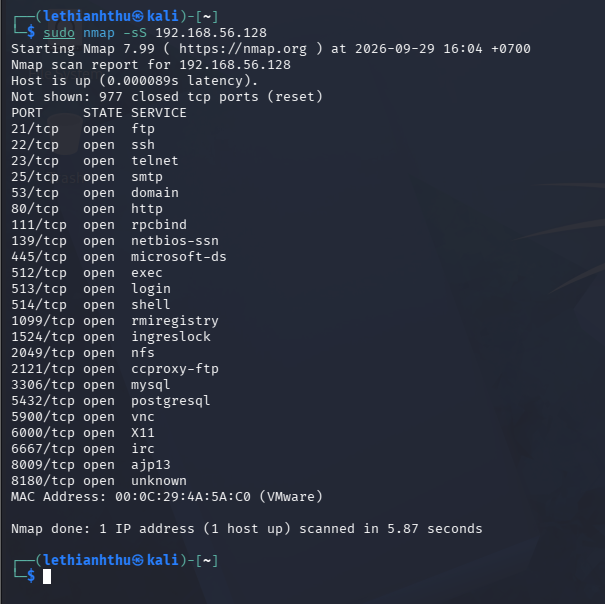 ┌──(lethianhthu㉿kali)-[~]
└─$ sudo nmap -sS 192.168.56.128
Starting Nmap 7.99 ( https://nmap.org ) at 2026-09-29 16:04 +0700
Nmap scan report for 192.168.56.128
Host is up (0.000089s latency).
Not shown: 977 closed tcp ports (reset)
PORT     STATE SERVICE
21/tcp   open  ftp
22/tcp   open  ssh
23/tcp   open  telnet
25/tcp   open  smtp
53/tcp   open  domain
80/tcp   open  http
111/tcp  open  rpcbind
139/tcp  open  netbios-ssn
445/tcp  open  microsoft-ds
512/tcp  open  exec
513/tcp  open  login
514/tcp  open  shell
1099/tcp open  rmiregistry
1524/tcp open  ingreslock
2049/tcp open  nfs
2121/tcp open  ccproxy-ftp
3306/tcp open  mysql
5432/tcp open  postgresql
5900/tcp open  vnc
6000/tcp open  X11
6667/tcp open  irc
8009/tcp open  ajp13
8180/tcp open  unknown
MAC Address: 00:0C:29:4A:5A:C0 (VMware)
Nmap done: 1 IP address (1 host up) scanned in 5.87 seconds
┌──(lethianhthu㉿kali)-[~]
└─$